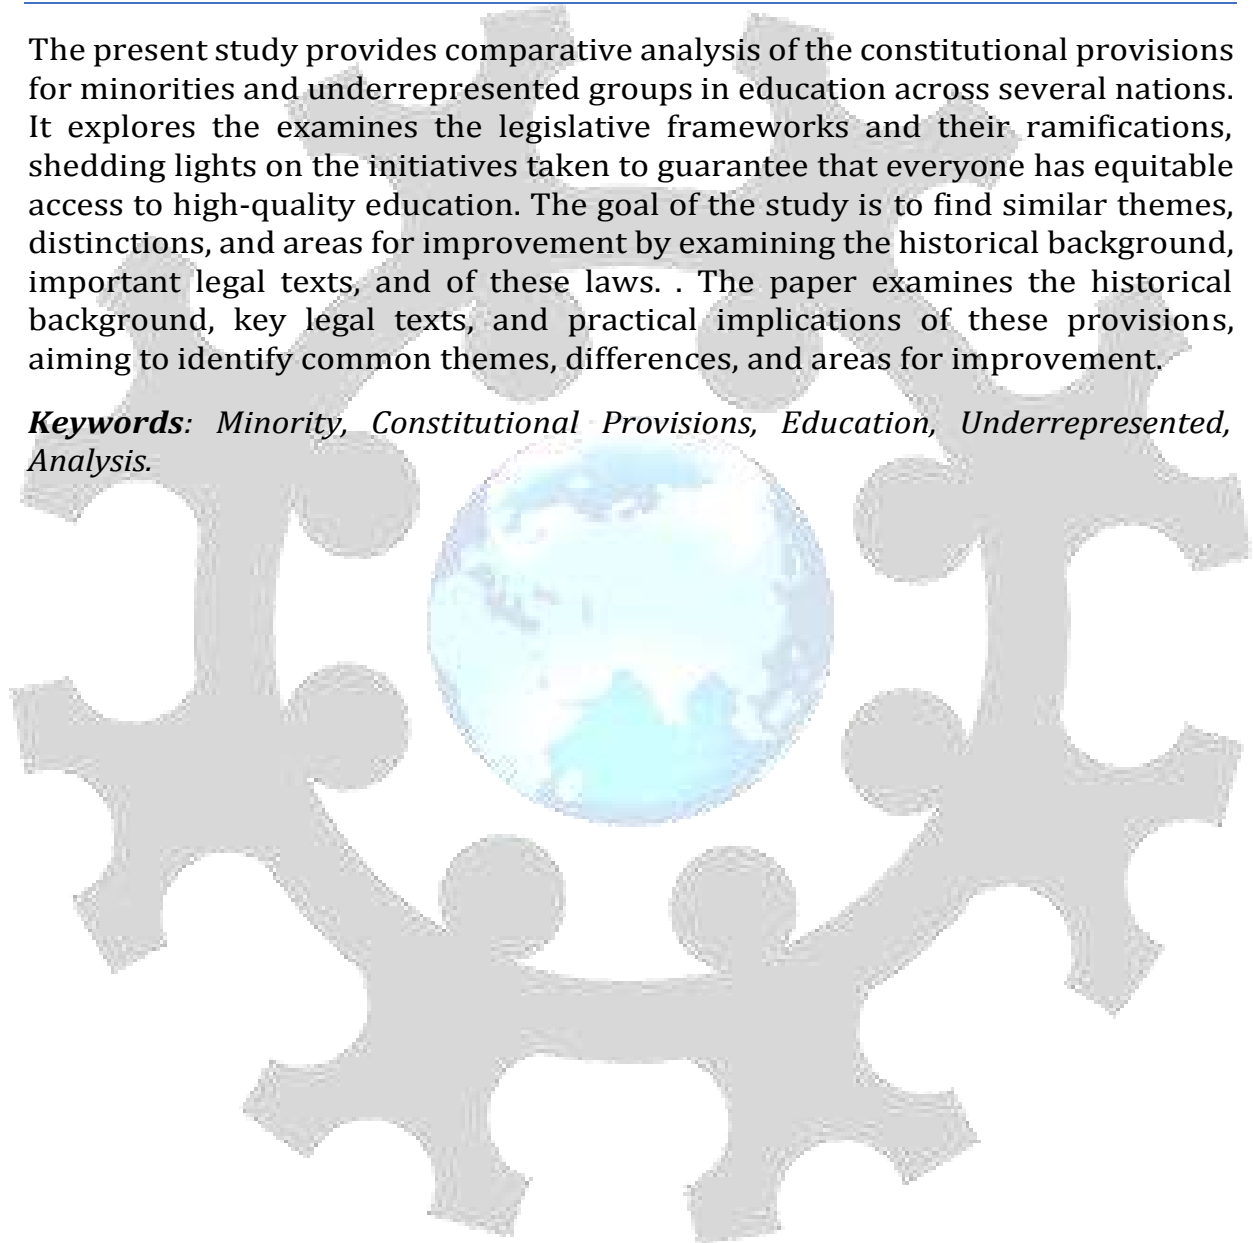 The present study provides comparative analysis of the constitutional provisions
for minorities and underrepresented groups in education across several nations.
It explores the examines the legislative frameworks and their ramifications,
shedding lights on the initiatives taken to guarantee that everyone has equitable
access to high-quality education. The goal of the study is to find similar themes,
distinctions, and areas for improvement by examining the historical background,
important legal texts, and of these laws. . The paper examines the historical
background, key legal texts, and practical implications of these provisions,
aiming to identify common themes, differences, and areas for improvement.
Keywords: Minority, Constitutional Provisions, Education, Underrepresented,
Analysis.